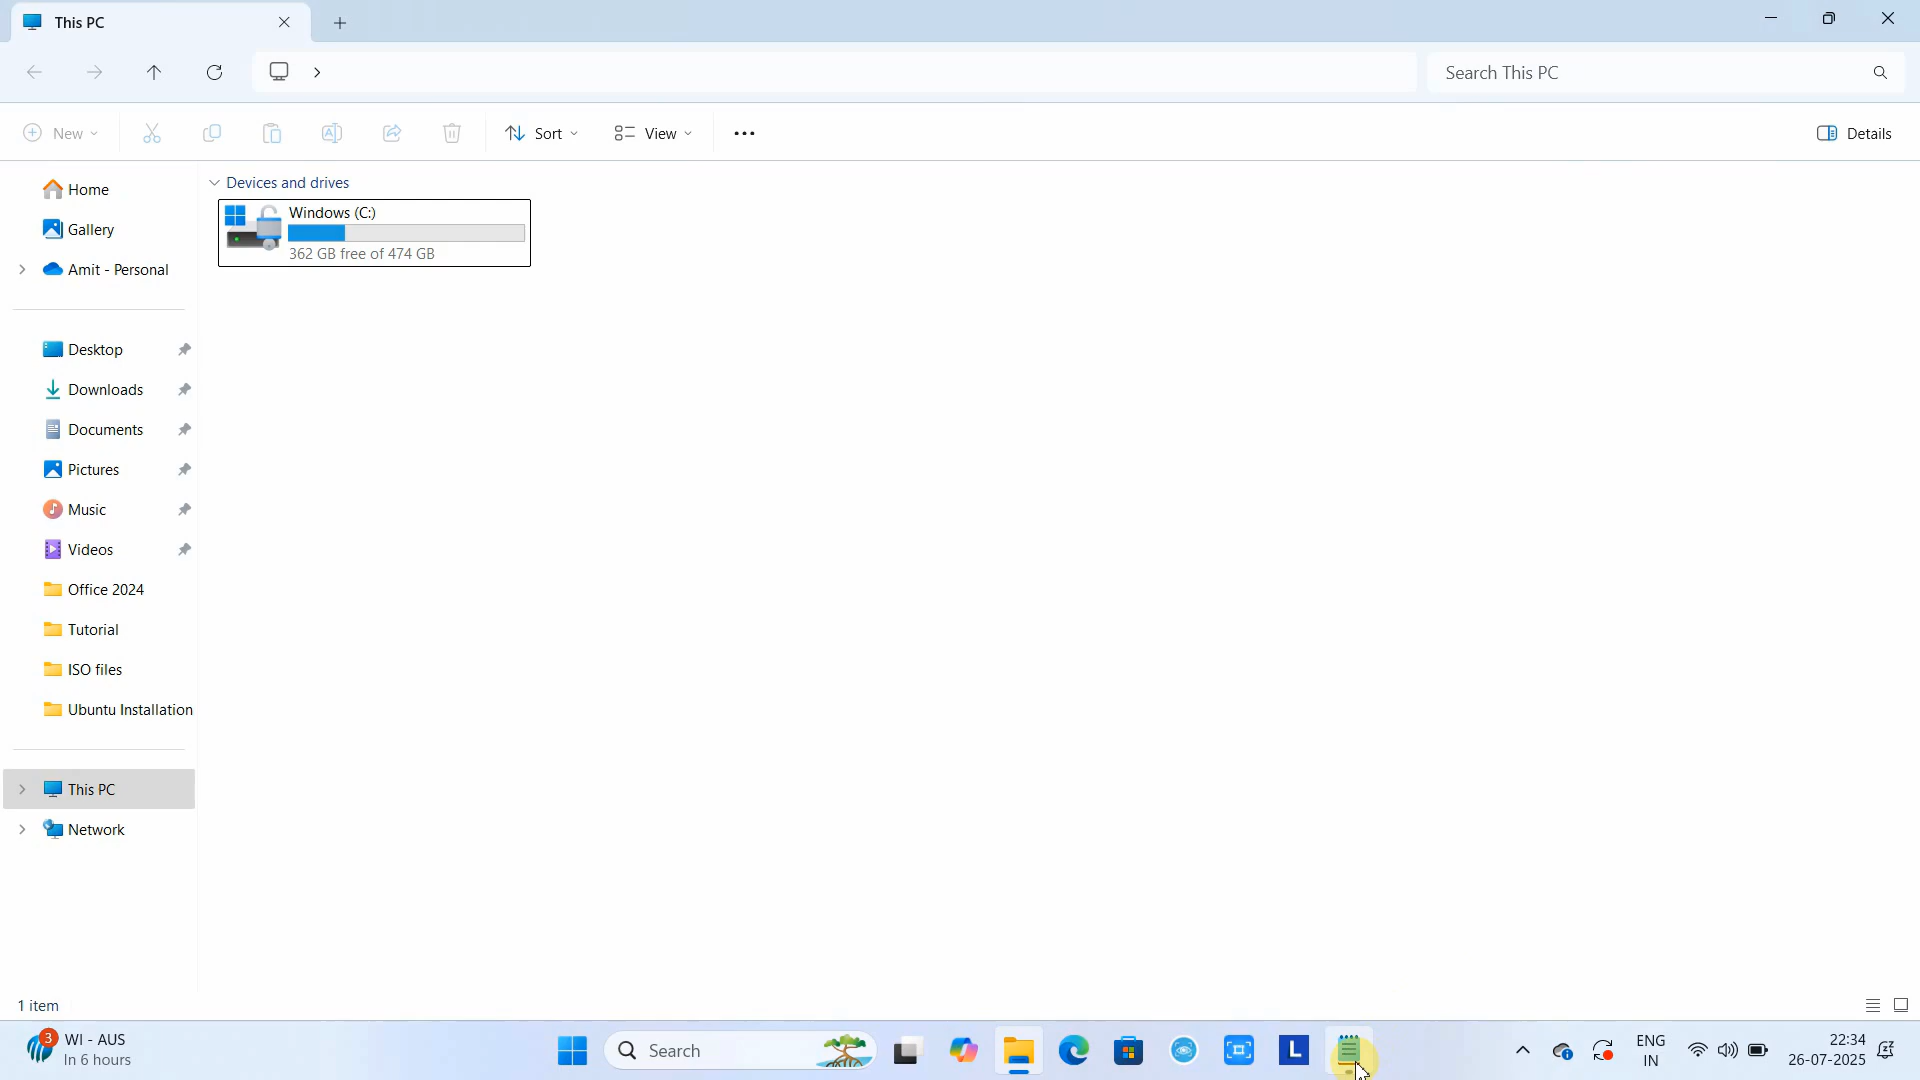 This PC
Search This PC
New
Sort
View
Details
Home
Gallery
Amit - Personal
Desktop
Downloads
Documents
Pictures
Music
Videos
Office 2024
Tutorial
ISO files
Ubuntu Installation
This PC
Network
Devices and drives
Windows (C:)
362 GB free of 474 GB
1 item
3
WI - AUS
In 6 hours
Search
L
ENG
IN
22:34
26-07-2025